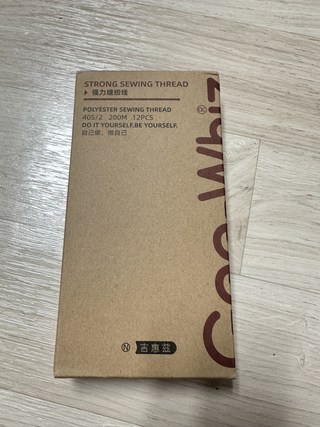 STRONG SEWING THREAD
强力缝纫线
POLYESTER SEWING THREAD
40S/2 200M 12PCS
DO IT YOURSELF.BE YOURSELF.
自己做，做自己
Gee Whiz
吉惠兹